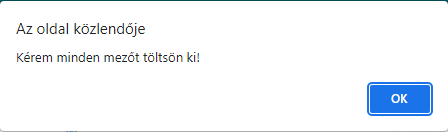 Az oldal közlendője
Kérem minden mezőt töltsön ki!
OK